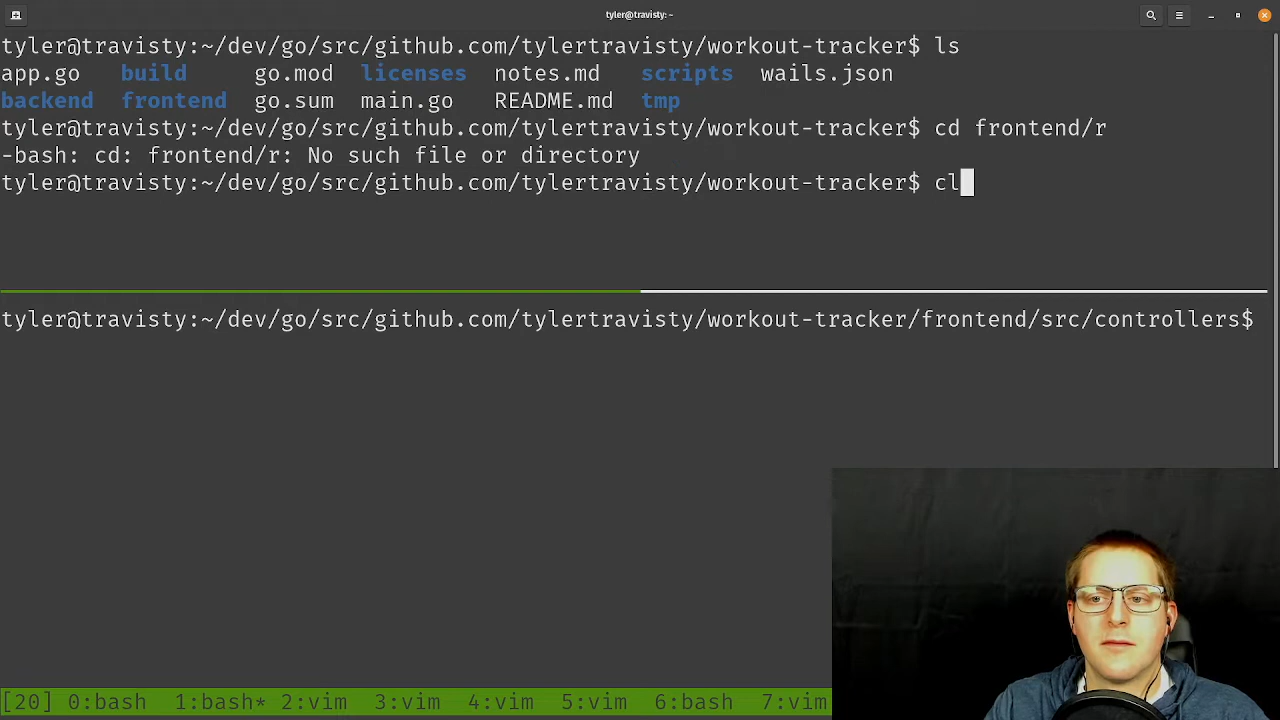 tyler@travisty: ~
tyler@travisty:~/dev/go/src/github.com/tylertravisty/workout-tracker$ ls
app.go build go.mod licenses notes.md scripts wails.json
backend frontend go.sum main.go README.md tmp
tyler@travisty:~/dev/go/src/github.com/tylertravisty/workout-tracker$ cd frontend/r
-bash: cd: frontend/r: No such file or directory
tyler@travisty:~/dev/go/src/github.com/tylertravisty/workout-tracker$ cl
tyler@travisty:~/dev/go/src/github.com/tylertravisty/workout-tracker/frontend/src/controllers$
[20] 0:bash 1:bash* 2:vim 3:vim 4:vim 5:vim 6:bash 7:vim